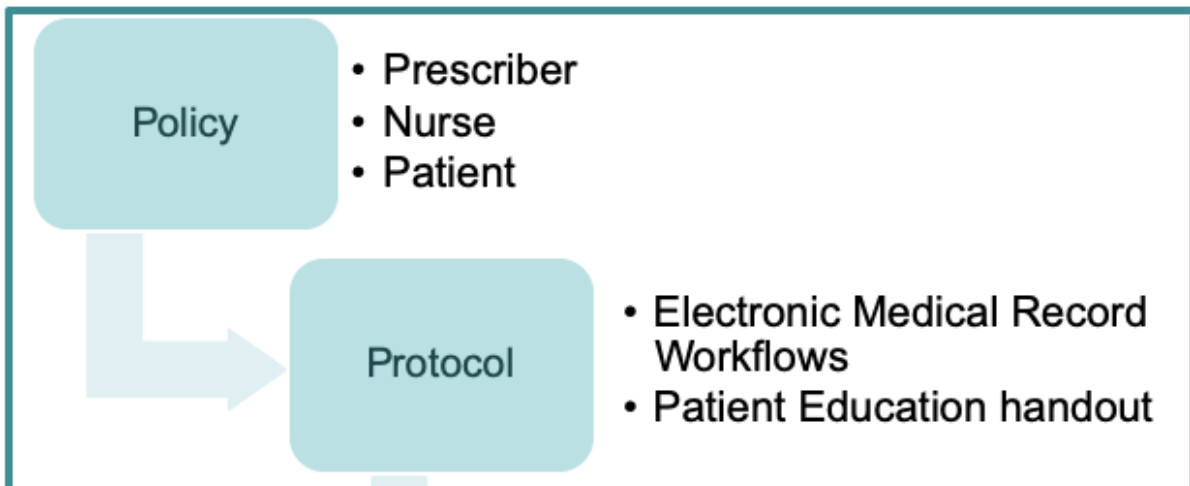 Policy
• Prescriber
• Nurse
• Patient
Protocol
• Electronic Medical Record
Workflows
• Patient Education handout